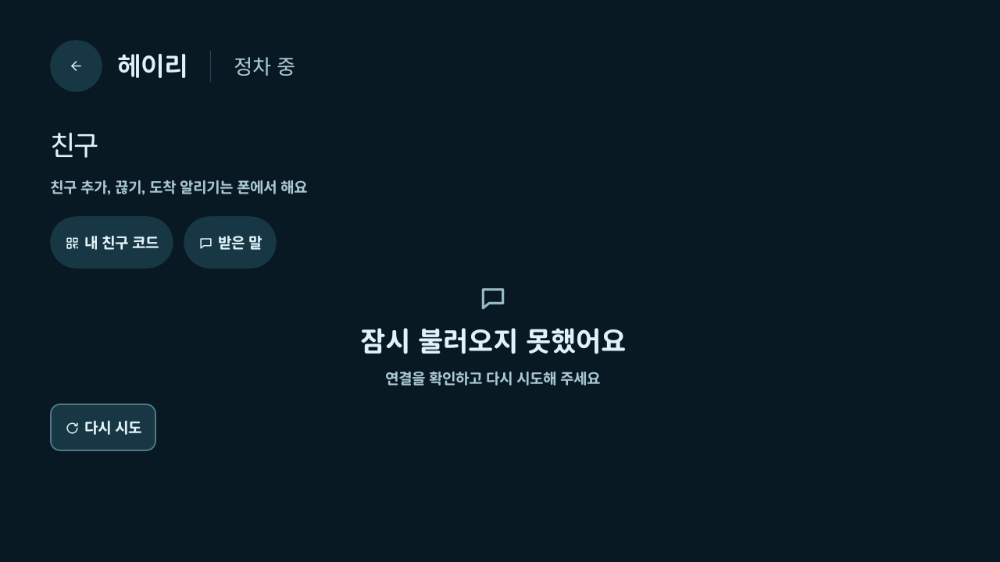 헤이리
정차 중
친구
친구 추가, 끊기, 도착 알리기는 폰에서 해요
내 친구 코드
받은 말
잠시 불러오지 못했어요
연결을 확인하고 다시 시도해 주세요
다시 시도